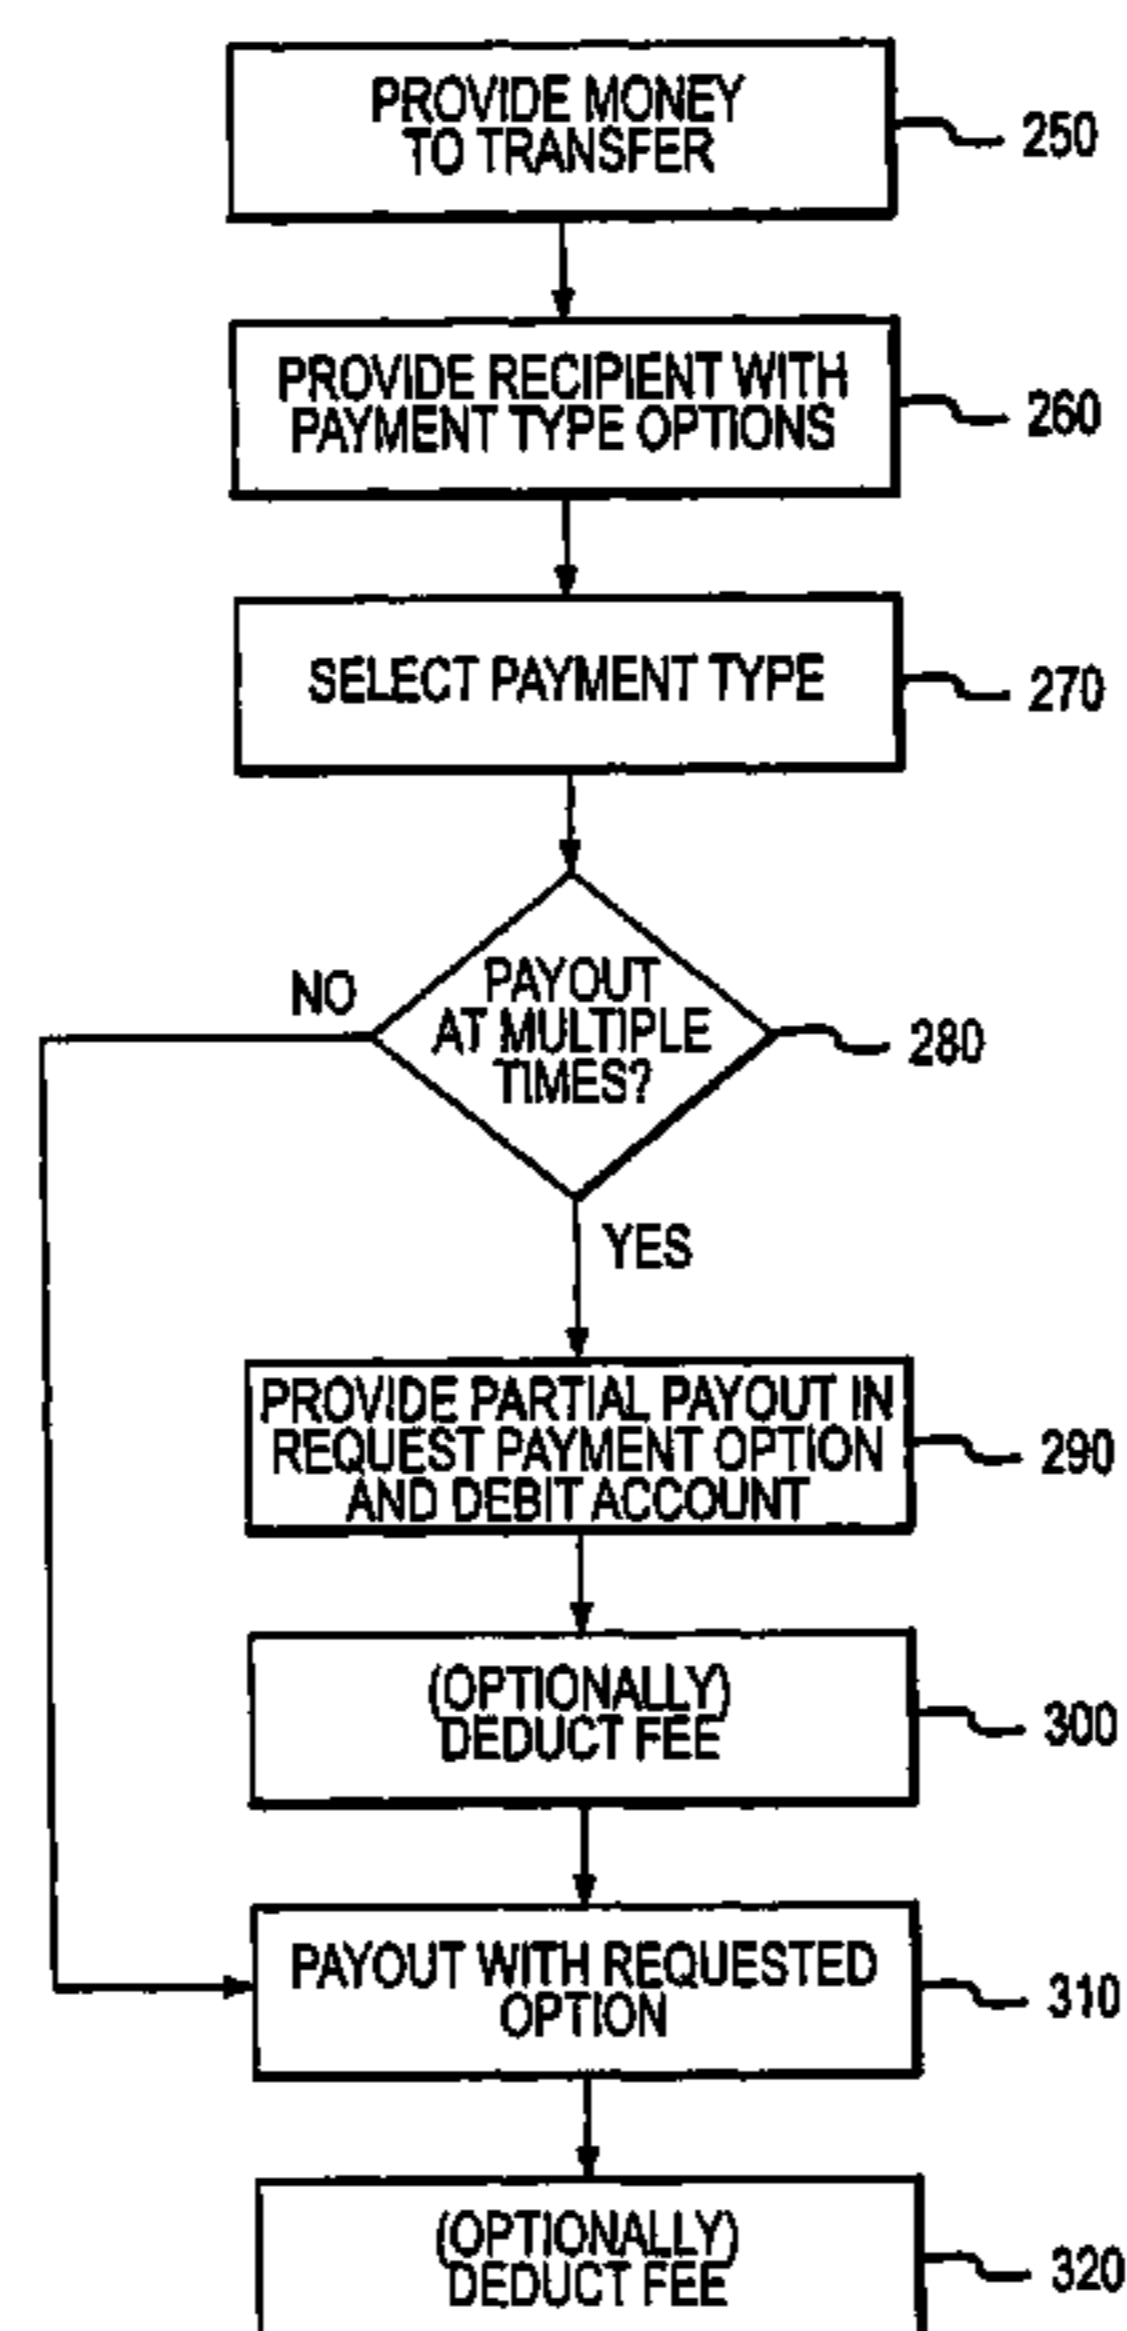 PROVIDE MONEY
TO TRANSFER
250
PROVIDE RECIPIENT WITH
PAYMENT TYPE OPTIONS
260
SELECT PAYMENT TYPE
270
NO
PAYOUT
AT MULTIPLE
TIMES?
280
YES
PROVIDE PARTIAL PAYOUT IN
REQUEST PAYMENT OPTION
AND DEBIT ACCOUNT
290
(OPTIONALLY)
DEDUCT FEE
300
PAYOUT WITH REQUESTED
OPTION
310
(OPTIONALLY)
DEDUCT FEE
320